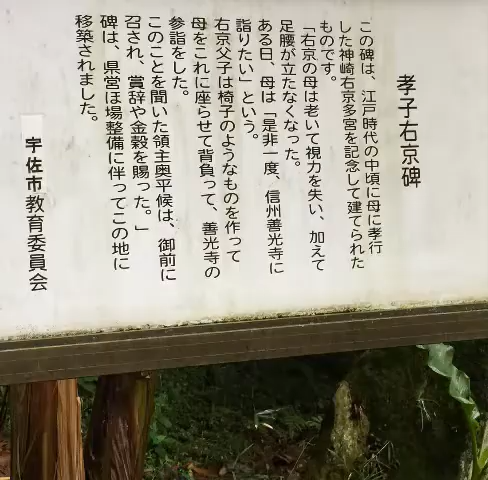 孝子右京碑
この碑は、江戸時代の中頃に母に孝行
した神崎右京多宮を記念して建てられた
ものです。
「右京の母は老いて視力を失い、加えて
足腰が立たなくなった。
ある日、母は「是非一度、信州善光寺に
詣りたい」という。
右京父子は椅子のようなものを作って
母をこれに座らせて背負って、善光寺の
参詣をした。
このことを聞いた領主奥平候は、御前に
召され、賞辞や金穀を賜った。」
碑は、県営ほ場整備に伴ってこの地に
移築されました。
宇佐市教育委員会